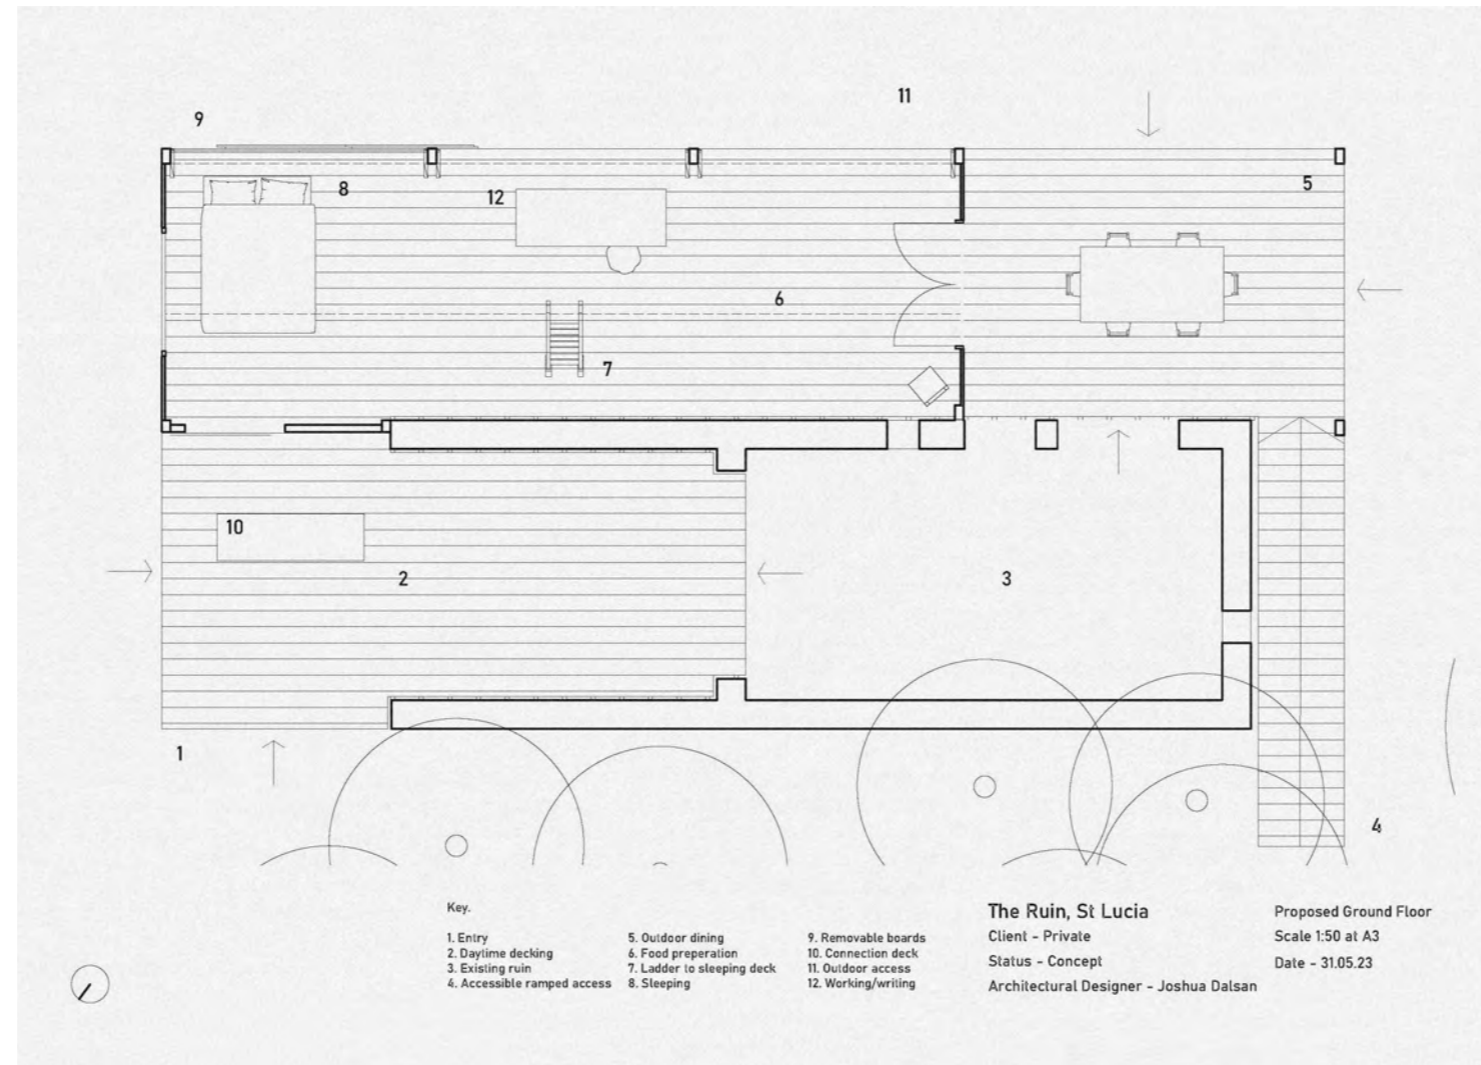 11
9
5
8
12
6
7
10
2
3
1
4
Key.
1. Entry
2. Daytime decking
3. Existing ruin
4. Accessible ramped access
5. Outdoor dining
6. Food preperation
7. Ladder to sleeping deck
8. Sleeping
9. Removable boards
10. Connection deck
11. Outdoor access
12. Working/writing
The Ruin, St Lucia
Client - Private
Status - Concept
Architectural Designer - Joshua Dalsan
Proposed Ground Floor
Scale 1:50 at A3
Date - 31.05.23